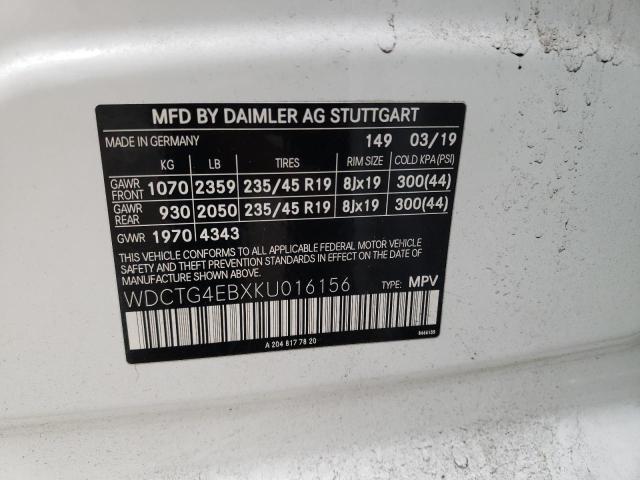 MFD BY DAIMLER AG STUTTGART
MADE IN GERMANY 149 03/19
KG LB TIRES RIM SIZE COLD KPA (PSI)
GAWR FRONT 1070 2359 235/45 R19 8Jx19 300(44)
GAWR REAR 930 2050 235/45 R19 8Jx19 300(44)
GVWR 1970 4343
THIS VEHICLE CONFORMS TO ALL APPLICABLE FEDERAL MOTOR VEHICLE
SAFETY AND THEFT PREVENTION STANDARDS IN EFFECT ON THE DATE OF
MANUFACTURE SHOWN ABOVE.
WDCTG4EBXKU016156 TYPE: MPV
A 204 817 78 20